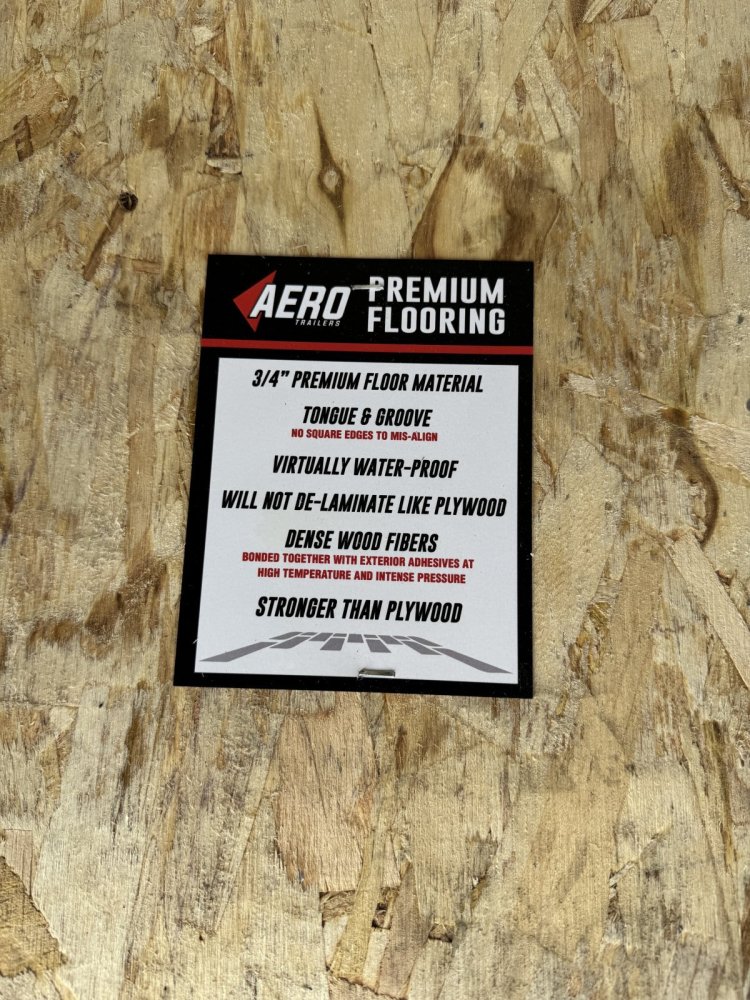 AERO
TRAILERS
PREMIUM
FLOORING
3/4" PREMIUM FLOOR MATERIAL
TONGUE & GROOVE
NO SQUARE EDGES TO MIS-ALIGN
VIRTUALLY WATER-PROOF
WILL NOT DE-LAMINATE LIKE PLYWOOD
DENSE WOOD FIBERS
BONDED TOGETHER WITH EXTERIOR ADHESIVES AT
HIGH TEMPERATURE AND INTENSE PRESSURE
STRONGER THAN PLYWOOD